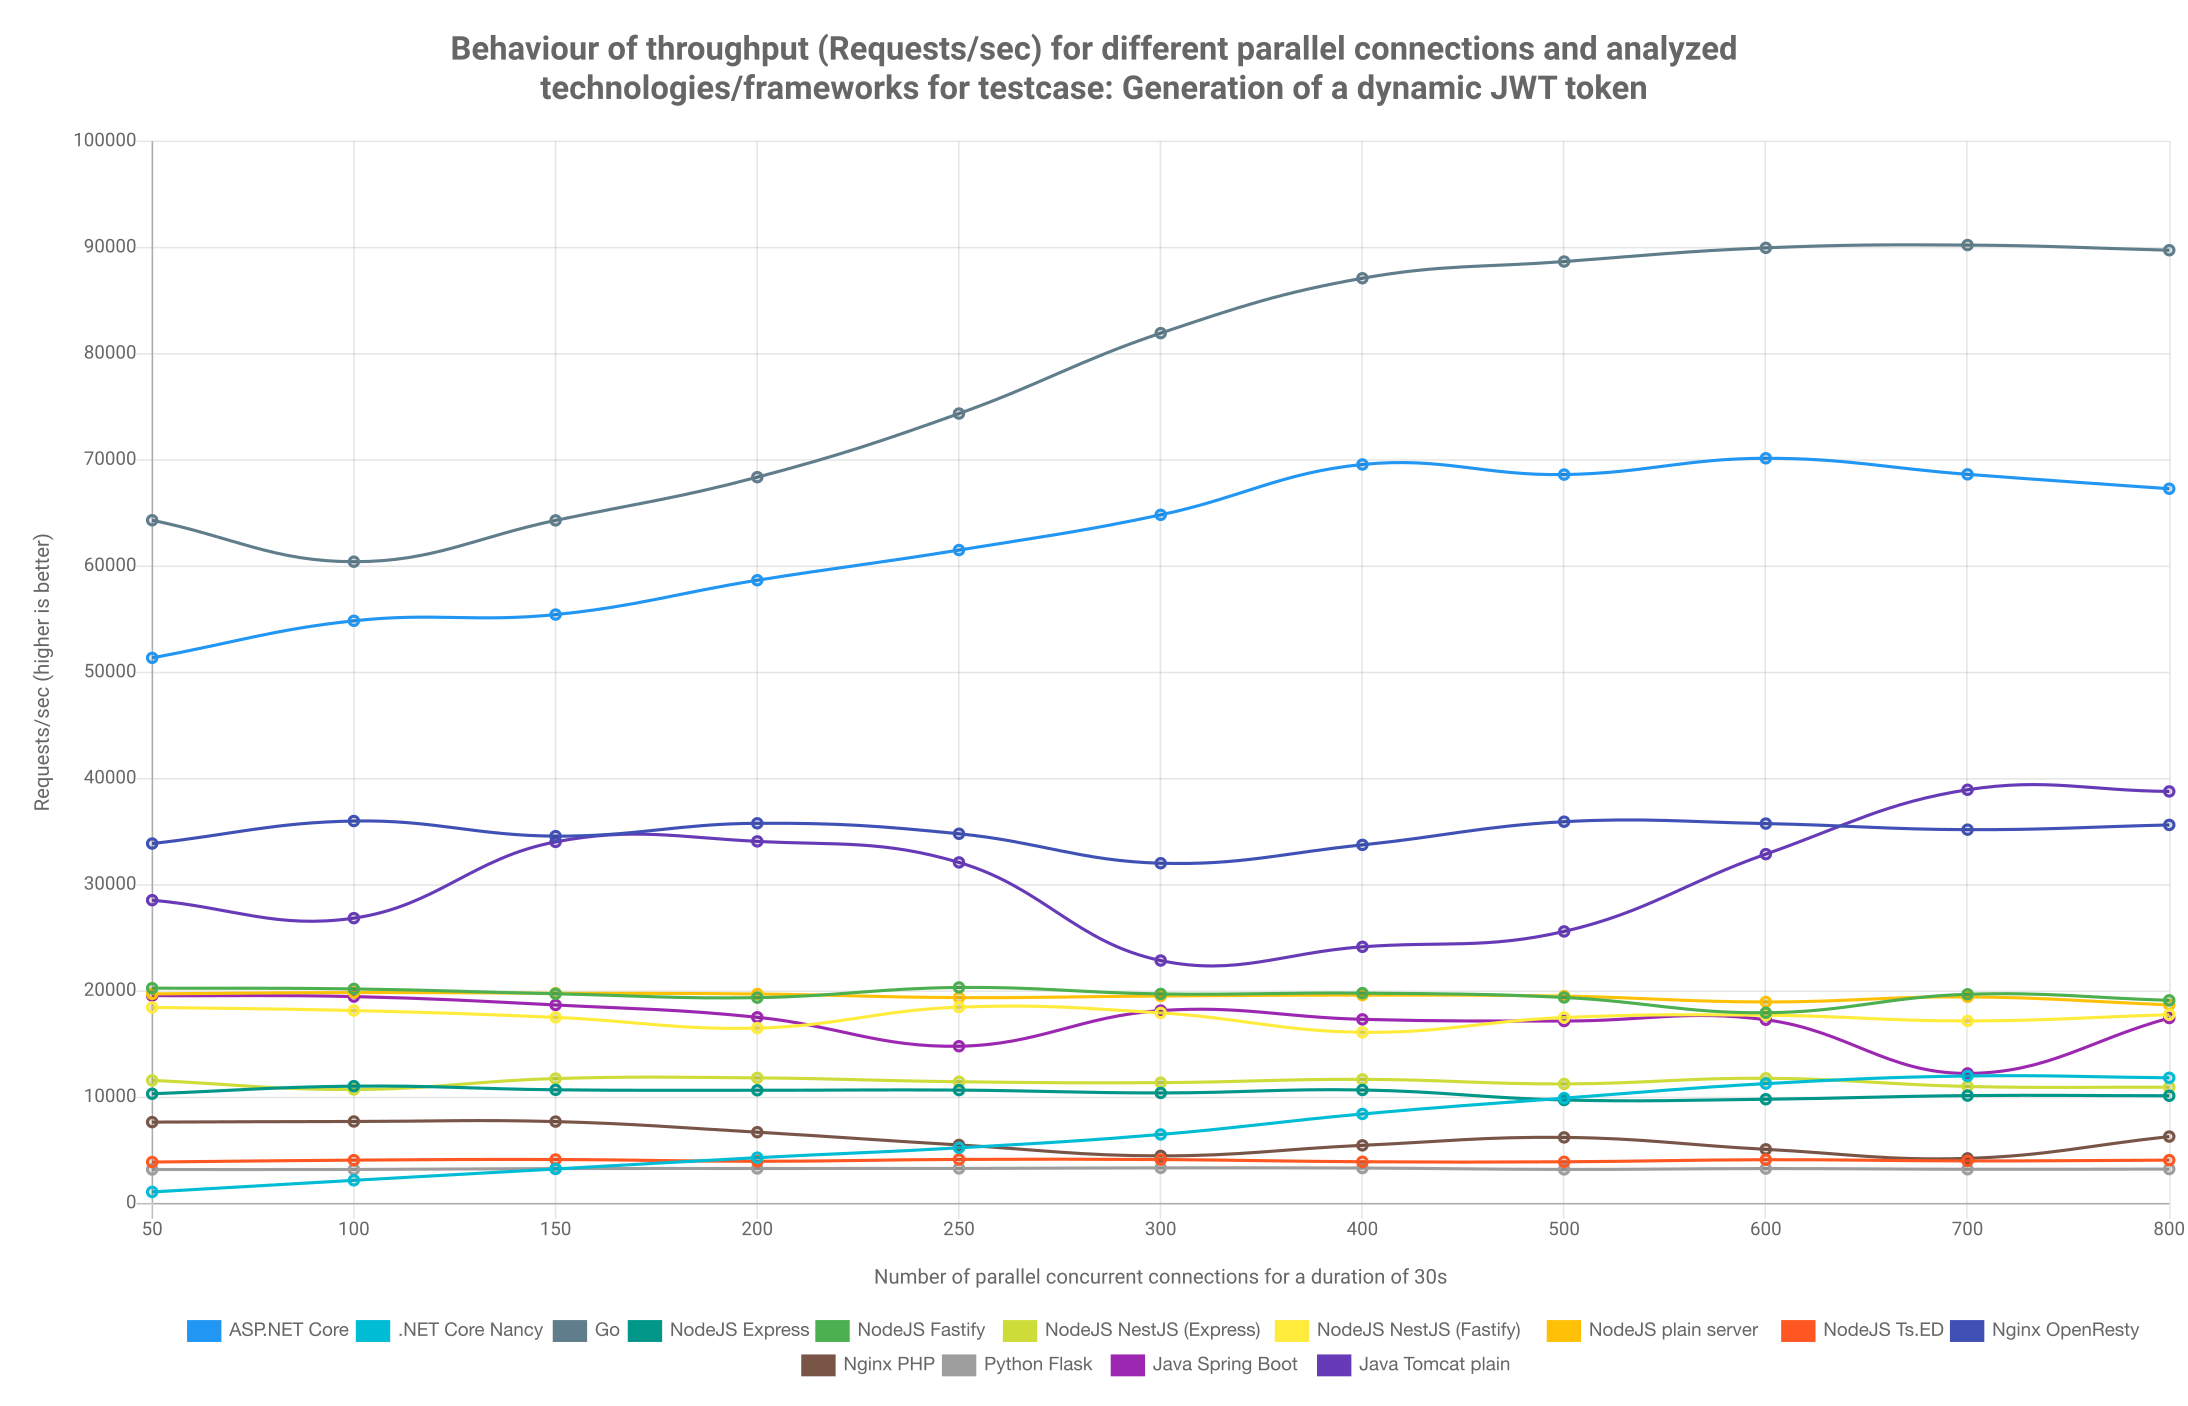 Behaviour of throughput (Requests/sec) for different parallel connections and analyzed
technologies/frameworks for testcase: Generation of a dynamic JWT token
100000
90000
80000
70000
60000
50000
40000
30000
20000
10000
0
Requests/sec (higher is better)
50 100 150 200 250 300 400 500 600 700 800
Number of parallel concurrent connections for a duration of 30s
ASP.NET Core .NET Core Nancy Go NodeJS Express NodeJS Fastify NodeJS NestJS (Express) NodeJS NestJS (Fastify) NodeJS plain server NodeJS Ts.ED Nginx OpenResty
Nginx PHP Python Flask Java Spring Boot Java Tomcat plain